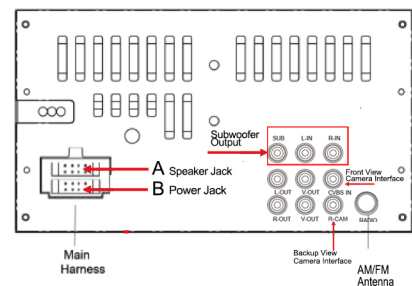 Subwoofer
Output
SUB L-IN R-IN
A Speaker Jack
B Power Jack
Front View
Camera Interface
L-OUT V-OUT CVBS IN
R-OUT V-OUT R-CAM RADIO
Main
Harness
Backup View
Camera Interface
AM/FM
Antenna